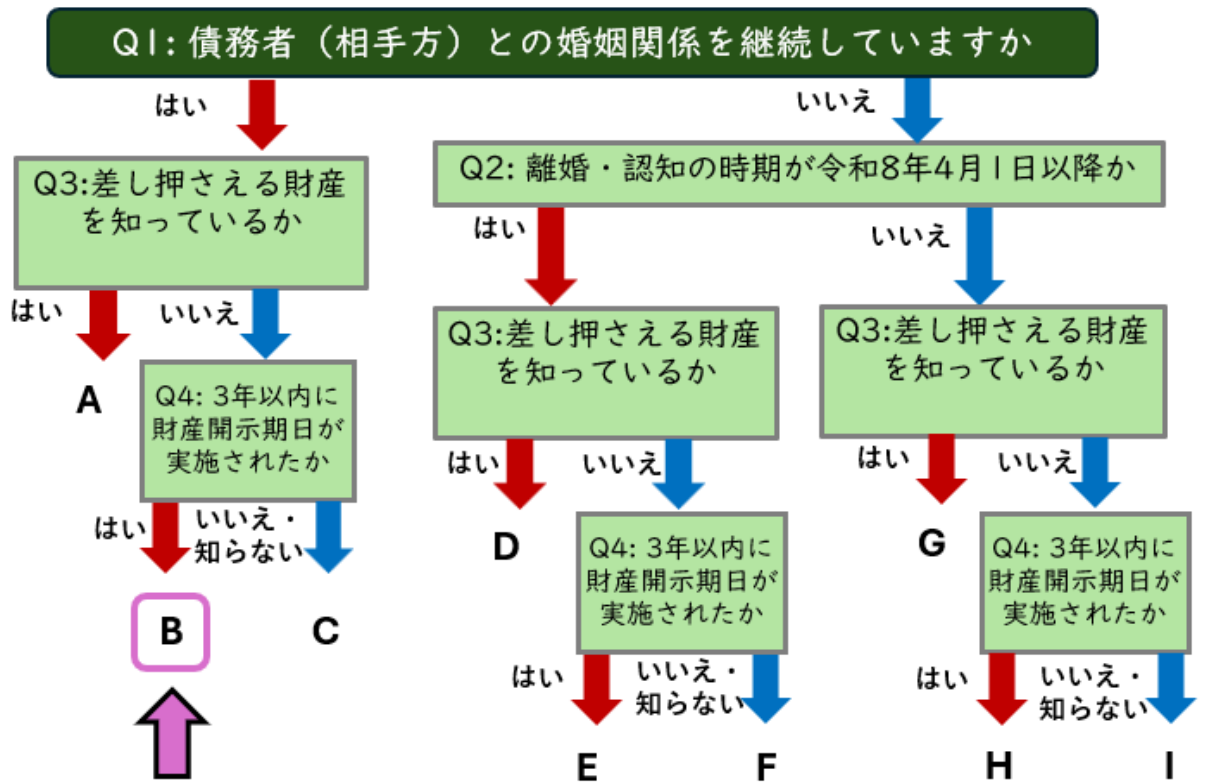 Q1: 債務者（相手方）との婚姻関係を継続していますか
はい
いいえ
Q3:差し押さえる財産
を知っているか
はい
いいえ
A
Q4: 3年以内に
財産開示期日が
実施されたか
はい
いいえ・
知らない
B
C
Q2: 離婚・認知の時期が令和8年4月1日以降か
はい
いいえ
Q3:差し押さえる財産
を知っているか
はい
いいえ
D
Q4: 3年以内に
財産開示期日が
実施されたか
はい
いいえ・
知らない
E
F
Q3:差し押さえる財産
を知っているか
はい
いいえ
G
Q4: 3年以内に
財産開示期日が
実施されたか
はい
いいえ・
知らない
H
I